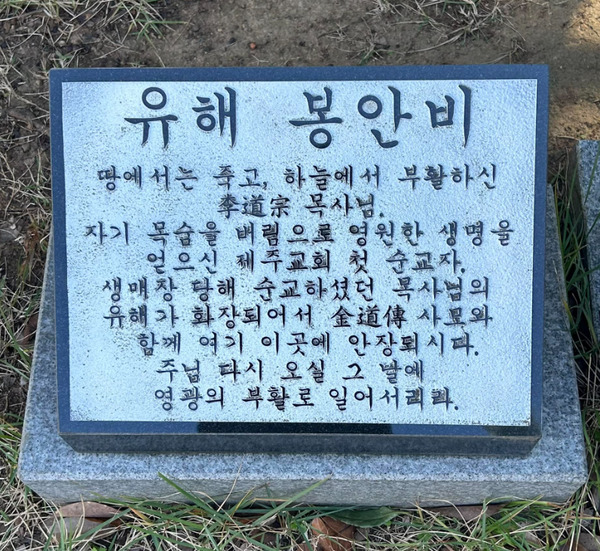 유해 봉안비
땅에서는 죽고, 하늘에서 부활하신
李道宗 목사님.
자기 목숨을 버림으로 영원한 생명을
얻으신 제주교회 첫 순교자.
생매장 당해 순교하셨던 목사님의
유해가 화장되어서 金道傳 사모와
함께 여기 이곳에 안장되시다.
주님 다시 오실 그 날에
영광의 부활로 일어서리라.